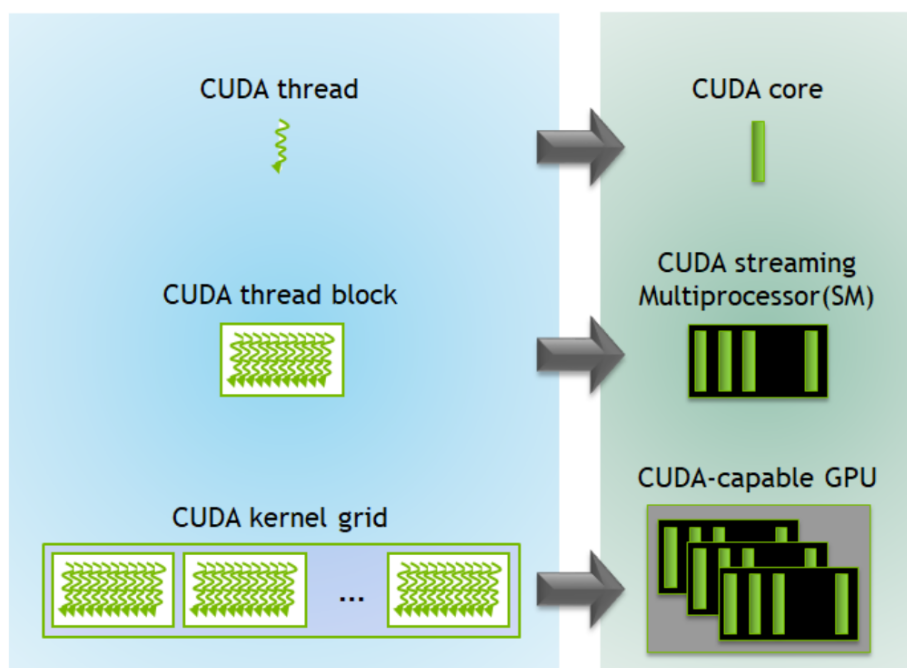 CUDA thread
CUDA core
CUDA thread block
CUDA streaming
Multiprocessor(SM)
CUDA kernel grid
...
CUDA-capable GPU